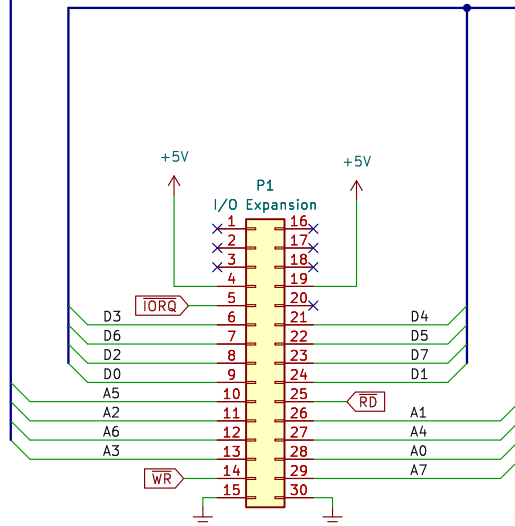 +5V
+5V
P1
I/O Expansion
1 16
2 17
3 18
4 19
IORQ 5 20
D3 6 21 D4
D6 7 22 D5
D2 8 23 D7
D0 9 24 D1
A5 10 25 RD
A2 11 26 A1
A6 12 27 A4
A3 13 28 A0
WR 14 29 A7
15 30